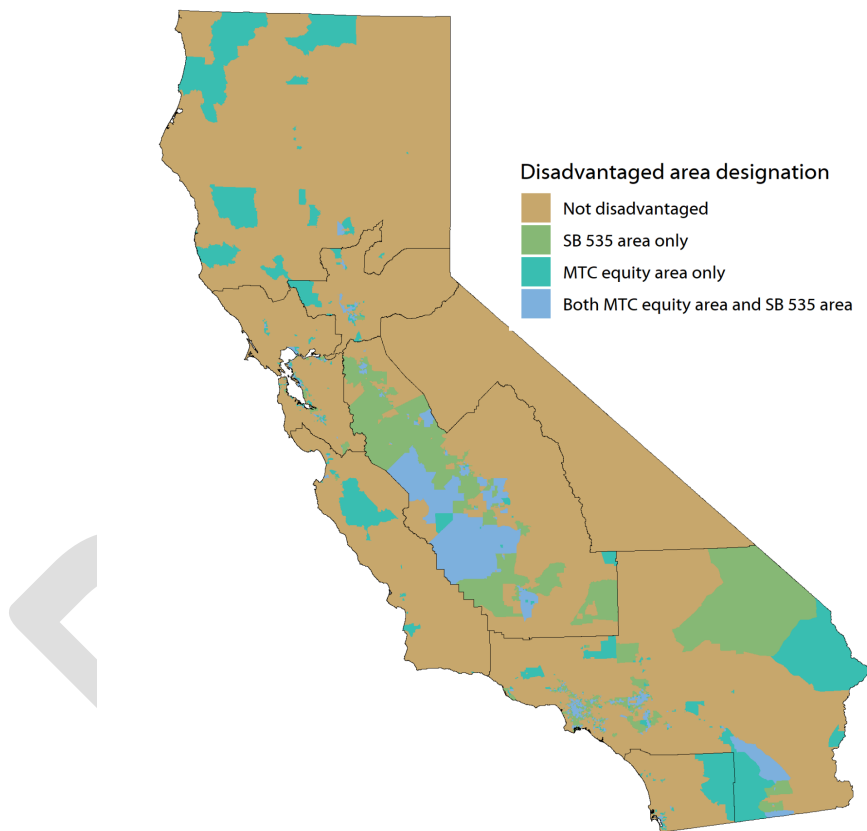 Disadvantaged area designation
Not disadvantaged
SB 535 area only
MTC equity area only
Both MTC equity area and SB 535 area